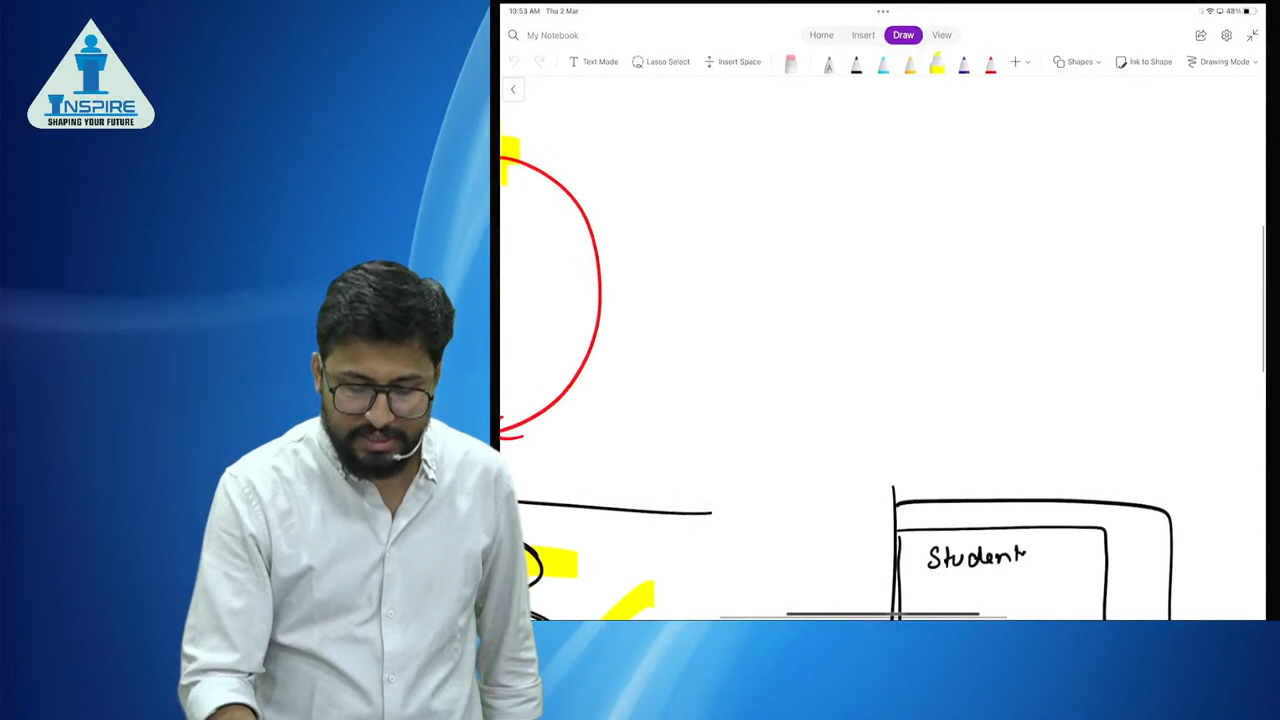 INSPIRE
SHAPING YOUR FUTURE
10:53 AM Thu 2 Mar
48%
My Notebook
Home Insert Draw View
Text Mode Lasso Select Insert Space Shapes Ink to Shape Drawing Mode
Student